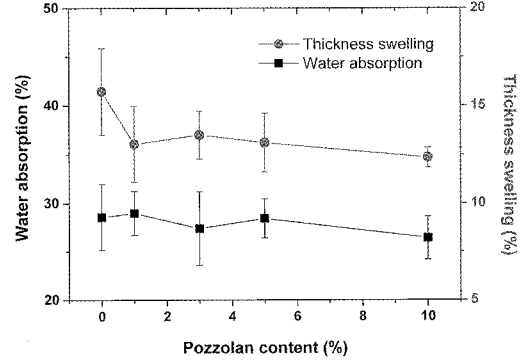 50
40
30
20
Water absorption (%)
Thickness swelling
Water absorption
20
15
10
5
Thickness swelling (%)
0
2
4
6
8
10
Pozzolan content (%)